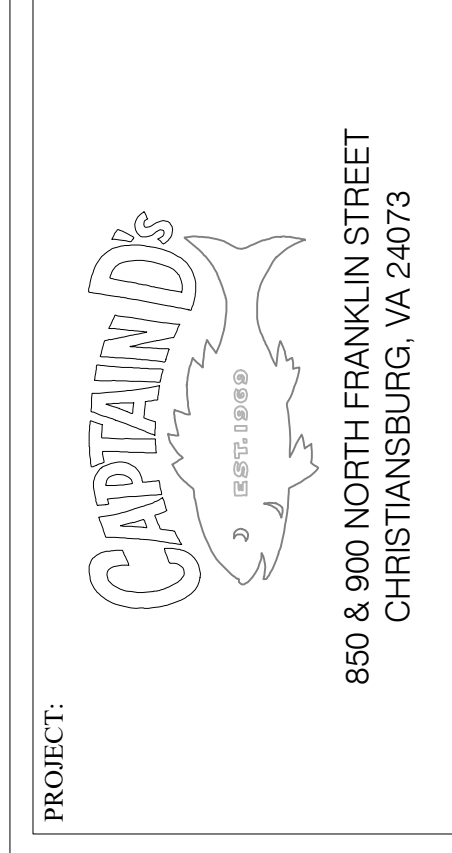 PROJECT:
CAPTAIN D's
EST. 1969
850 & 900 NORTH FRANKLIN STREET
CHRISTIANSBURG, VA 24073